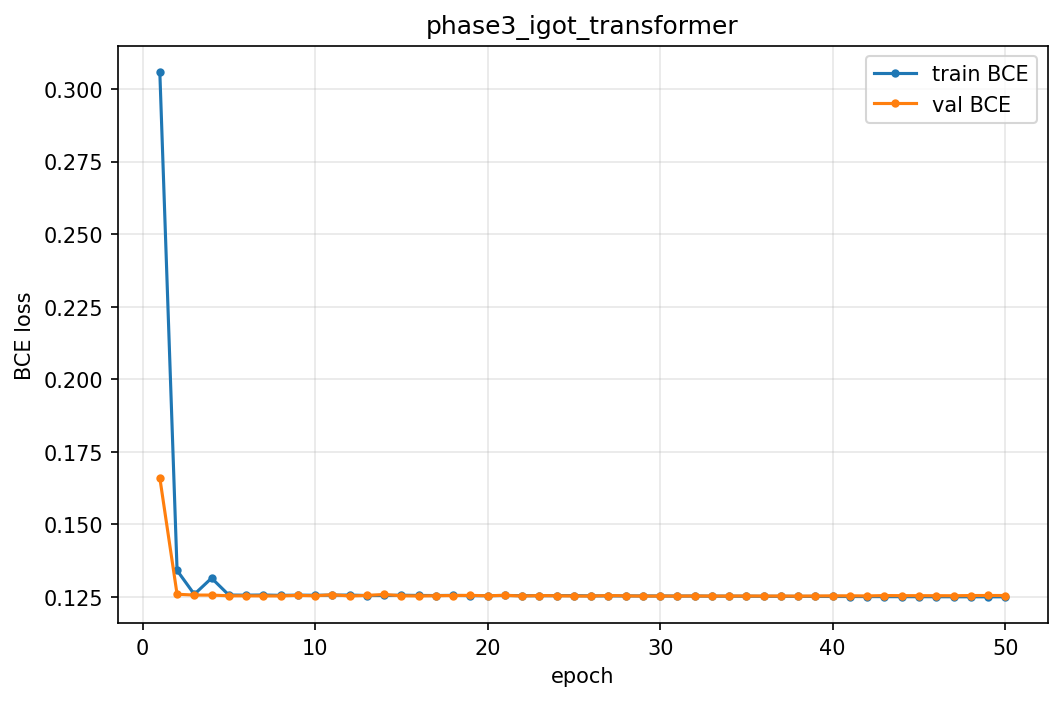 phase3_igot_transformer
train BCE
val BCE
BCE loss
0.300
0.275
0.250
0.225
0.200
0.175
0.150
0.125
0 10 20 30 40 50
epoch